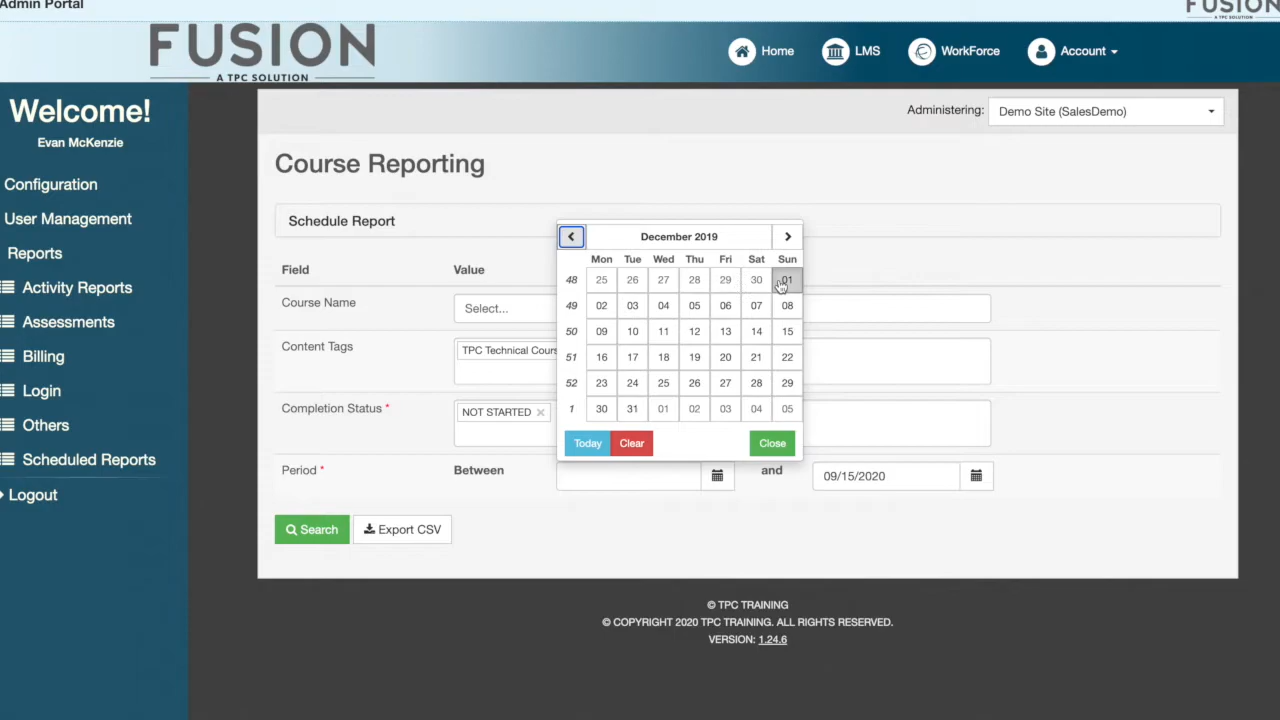 Admin Portal
FUSION
A TPC SOLUTION
FUSION
A TPC SOLUTION
Home
LMS
WorkForce
Account
Welcome!
Evan McKenzie
Configuration
User Management
Reports
Activity Reports
Assessments
Billing
Login
Others
Scheduled Reports
Logout
Administering: Demo Site (SalesDemo)
Course Reporting
Schedule Report
Field Value
Course Name Select...
Content Tags TPC Technical Cours
Completion Status * NOT STARTED ×
Period * Between and 09/15/2020
December 2019
Mon Tue Wed Thu Fri Sat Sun
48 25 26 27 28 29 30 01
49 02 03 04 05 06 07 08
50 09 10 11 12 13 14 15
51 16 17 18 19 20 21 22
52 23 24 25 26 27 28 29
1 30 31 01 02 03 04 05
Today Clear Close
Search Export CSV
© TPC TRAINING
© COPYRIGHT 2020 TPC TRAINING. ALL RIGHTS RESERVED.
VERSION: 1.24.6